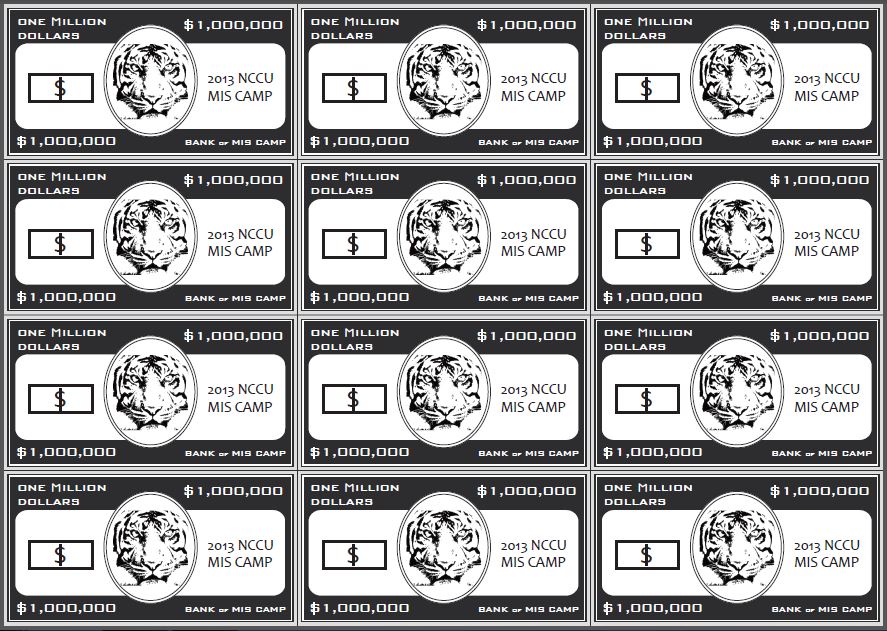 ONE MILLION DOLLARS $1,000,000
$ 2013 NCCU
MIS CAMP
$1,000,000 BANK OF MIS CAMP
ONE MILLION DOLLARS $1,000,000
$ 2013 NCCU
MIS CAMP
$1,000,000 BANK OF MIS CAMP
ONE MILLION DOLLARS $1,000,000
$ 2013 NCCU
MIS CAMP
$1,000,000 BANK OF MIS CAMP
ONE MILLION DOLLARS $1,000,000
$ 2013 NCCU
MIS CAMP
$1,000,000 BANK OF MIS CAMP
ONE MILLION DOLLARS $1,000,000
$ 2013 NCCU
MIS CAMP
$1,000,000 BANK OF MIS CAMP
ONE MILLION DOLLARS $1,000,000
$ 2013 NCCU
MIS CAMP
$1,000,000 BANK OF MIS CAMP
ONE MILLION DOLLARS $1,000,000
$ 2013 NCCU
MIS CAMP
$1,000,000 BANK OF MIS CAMP
ONE MILLION DOLLARS $1,000,000
$ 2013 NCCU
MIS CAMP
$1,000,000 BANK OF MIS CAMP
ONE MILLION DOLLARS $1,000,000
$ 2013 NCCU
MIS CAMP
$1,000,000 BANK OF MIS CAMP
ONE MILLION DOLLARS $1,000,000
$ 2013 NCCU
MIS CAMP
$1,000,000 BANK OF MIS CAMP
ONE MILLION DOLLARS $1,000,000
$ 2013 NCCU
MIS CAMP
$1,000,000 BANK OF MIS CAMP
ONE MILLION DOLLARS $1,000,000
$ 2013 NCCU
MIS CAMP
$1,000,000 BANK OF MIS CAMP